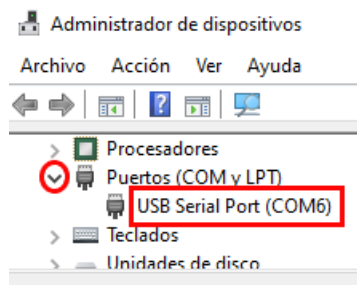 Administrador de dispositivos
Archivo Acción Ver Ayuda
Procesadores
Puertos (COM y LPT)
USB Serial Port (COM6)
Teclados
Unidades de disco